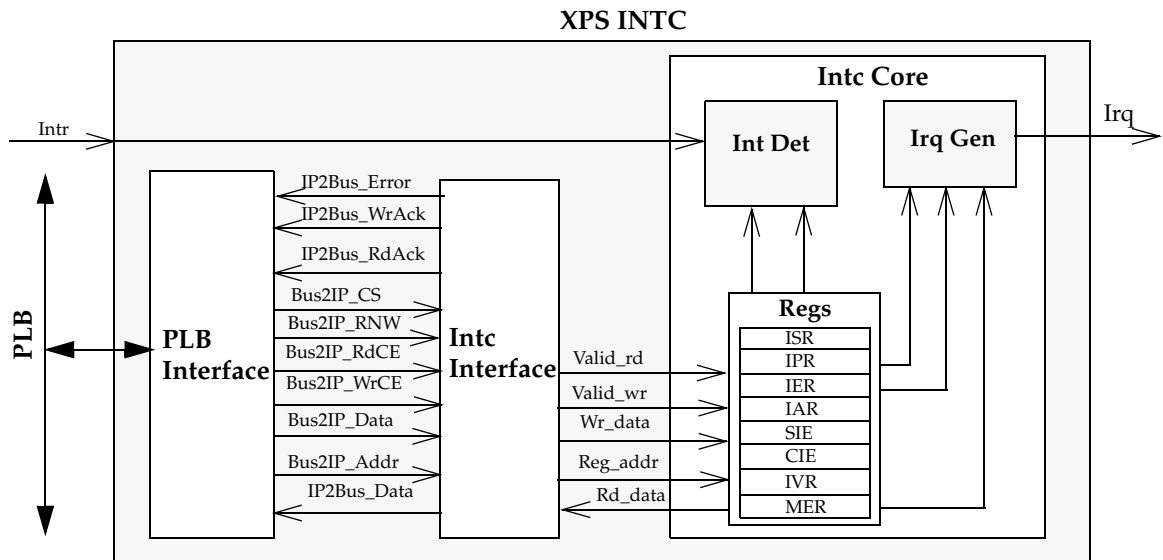 XPS INTC
Intc Core
Intr
Int Det
Irq Gen
Irq
IP2Bus_Error
IP2Bus_WrAck
IP2Bus_RdAck
Bus2IP_CS
Bus2IP_RNW
Bus2IP_RdCE
Bus2IP_WrCE
Bus2IP_Data
Bus2IP_Addr
IP2Bus_Data
PLB
PLB
Interface
Intc
Interface
Valid_rd
Valid_wr
Wr_data
Reg_addr
Rd_data
Regs
ISR
IPR
IER
IAR
SIE
CIE
IVR
MER